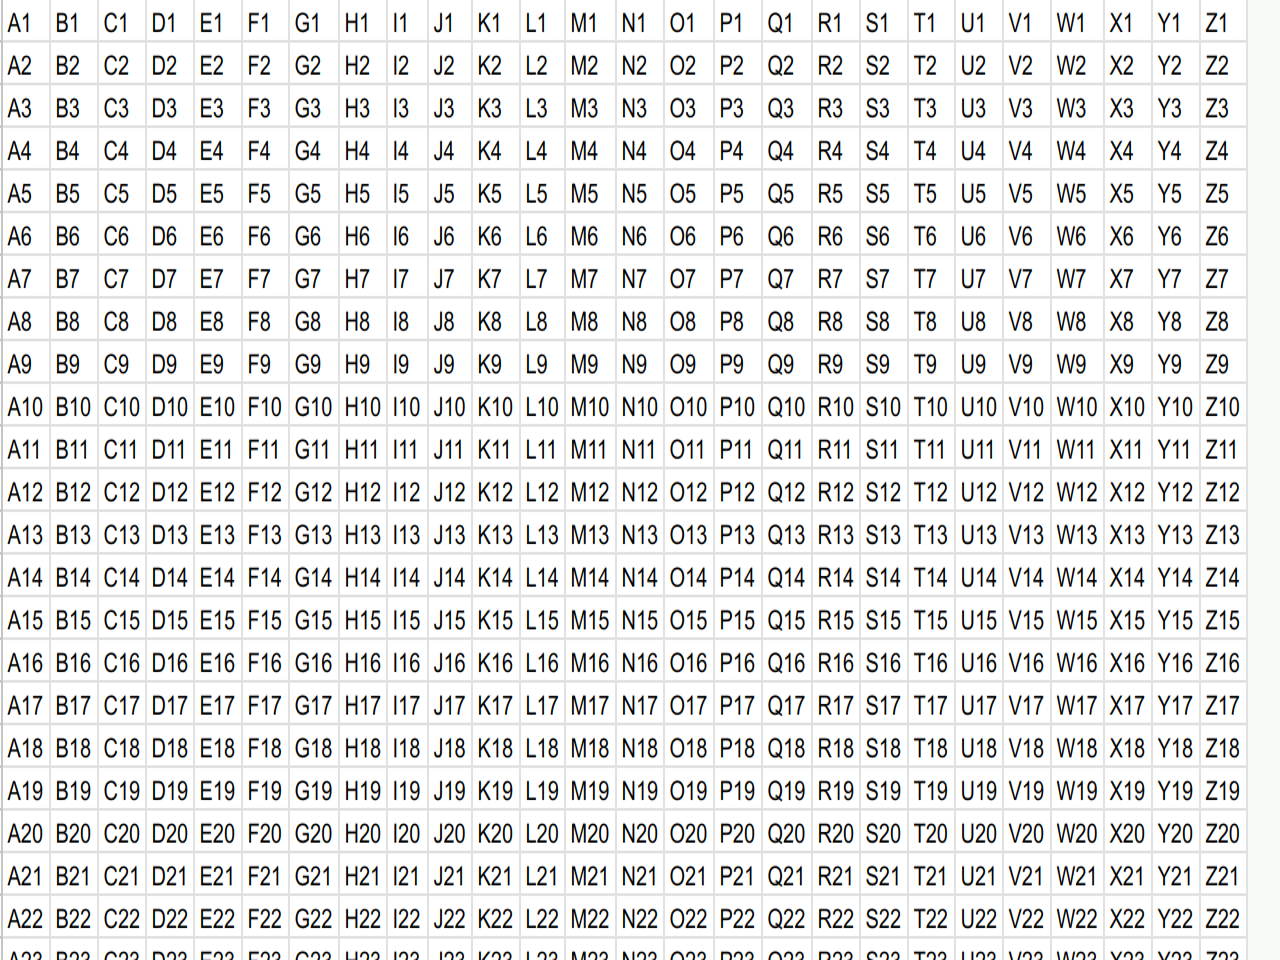 A1 B1 C1 D1 E1 F1 G1 H1 I1 J1 K1 L1 M1 N1 O1 P1 Q1 R1 S1 T1 U1 V1 W1 X1 Y1 Z1
A2 B2 C2 D2 E2 F2 G2 H2 I2 J2 K2 L2 M2 N2 O2 P2 Q2 R2 S2 T2 U2 V2 W2 X2 Y2 Z2
A3 B3 C3 D3 E3 F3 G3 H3 I3 J3 K3 L3 M3 N3 O3 P3 Q3 R3 S3 T3 U3 V3 W3 X3 Y3 Z3
A4 B4 C4 D4 E4 F4 G4 H4 I4 J4 K4 L4 M4 N4 O4 P4 Q4 R4 S4 T4 U4 V4 W4 X4 Y4 Z4
A5 B5 C5 D5 E5 F5 G5 H5 I5 J5 K5 L5 M5 N5 O5 P5 Q5 R5 S5 T5 U5 V5 W5 X5 Y5 Z5
A6 B6 C6 D6 E6 F6 G6 H6 I6 J6 K6 L6 M6 N6 O6 P6 Q6 R6 S6 T6 U6 V6 W6 X6 Y6 Z6
A7 B7 C7 D7 E7 F7 G7 H7 I7 J7 K7 L7 M7 N7 O7 P7 Q7 R7 S7 T7 U7 V7 W7 X7 Y7 Z7
A8 B8 C8 D8 E8 F8 G8 H8 I8 J8 K8 L8 M8 N8 O8 P8 Q8 R8 S8 T8 U8 V8 W8 X8 Y8 Z8
A9 B9 C9 D9 E9 F9 G9 H9 I9 J9 K9 L9 M9 N9 O9 P9 Q9 R9 S9 T9 U9 V9 W9 X9 Y9 Z9
A10 B10 C10 D10 E10 F10 G10 H10 I10 J10 K10 L10 M10 N10 O10 P10 Q10 R10 S10 T10 U10 V10 W10 X10 Y10 Z10
A11 B11 C11 D11 E11 F11 G11 H11 I11 J11 K11 L11 M11 N11 O11 P11 Q11 R11 S11 T11 U11 V11 W11 X11 Y11 Z11
A12 B12 C12 D12 E12 F12 G12 H12 I12 J12 K12 L12 M12 N12 O12 P12 Q12 R12 S12 T12 U12 V12 W12 X12 Y12 Z12
A13 B13 C13 D13 E13 F13 G13 H13 I13 J13 K13 L13 M13 N13 O13 P13 Q13 R13 S13 T13 U13 V13 W13 X13 Y13 Z13
A14 B14 C14 D14 E14 F14 G14 H14 I14 J14 K14 L14 M14 N14 O14 P14 Q14 R14 S14 T14 U14 V14 W14 X14 Y14 Z14
A15 B15 C15 D15 E15 F15 G15 H15 I15 J15 K15 L15 M15 N15 O15 P15 Q15 R15 S15 T15 U15 V15 W15 X15 Y15 Z15
A16 B16 C16 D16 E16 F16 G16 H16 I16 J16 K16 L16 M16 N16 O16 P16 Q16 R16 S16 T16 U16 V16 W16 X16 Y16 Z16
A17 B17 C17 D17 E17 F17 G17 H17 I17 J17 K17 L17 M17 N17 O17 P17 Q17 R17 S17 T17 U17 V17 W17 X17 Y17 Z17
A18 B18 C18 D18 E18 F18 G18 H18 I18 J18 K18 L18 M18 N18 O18 P18 Q18 R18 S18 T18 U18 V18 W18 X18 Y18 Z18
A19 B19 C19 D19 E19 F19 G19 H19 I19 J19 K19 L19 M19 N19 O19 P19 Q19 R19 S19 T19 U19 V19 W19 X19 Y19 Z19
A20 B20 C20 D20 E20 F20 G20 H20 I20 J20 K20 L20 M20 N20 O20 P20 Q20 R20 S20 T20 U20 V20 W20 X20 Y20 Z20
A21 B21 C21 D21 E21 F21 G21 H21 I21 J21 K21 L21 M21 N21 O21 P21 Q21 R21 S21 T21 U21 V21 W21 X21 Y21 Z21
A22 B22 C22 D22 E22 F22 G22 H22 I22 J22 K22 L22 M22 N22 O22 P22 Q22 R22 S22 T22 U22 V22 W22 X22 Y22 Z22